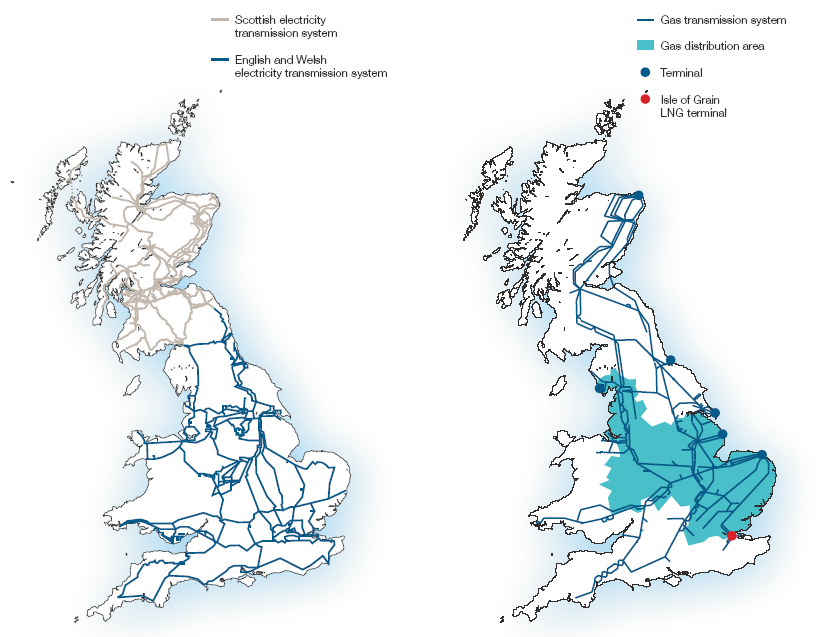 Scottish electricity
transmission system
English and Welsh
electricity transmission system
Gas transmission system
Gas distribution area
Terminal
Isle of Grain
LNG terminal